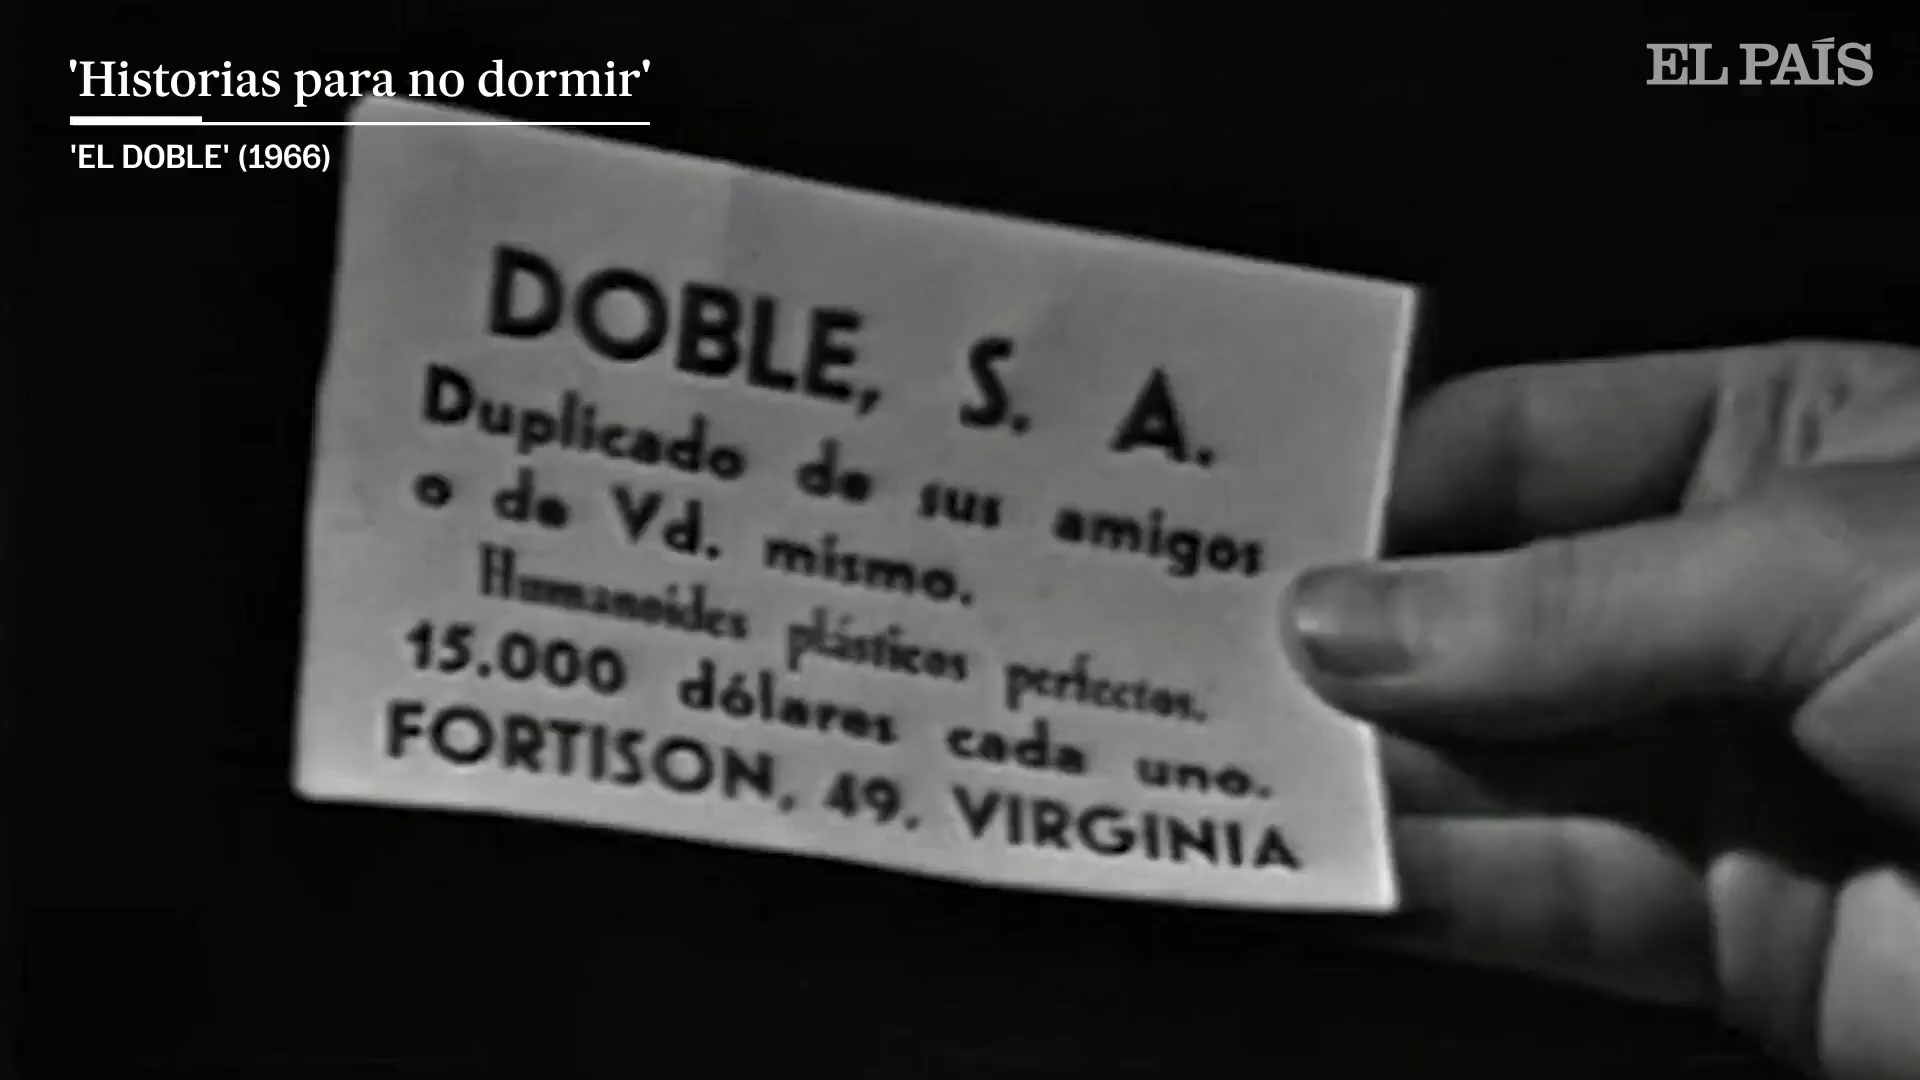 'Historias para no dormir'
'EL DOBLE' (1966)
EL PAÍS
DOBLE, S. A.
Duplicado de sus amigos
o de Vd. mismo.
Humanoides plásticos perfectos.
15.000 dólares cada uno.
FORTISON, 49. VIRGINIA